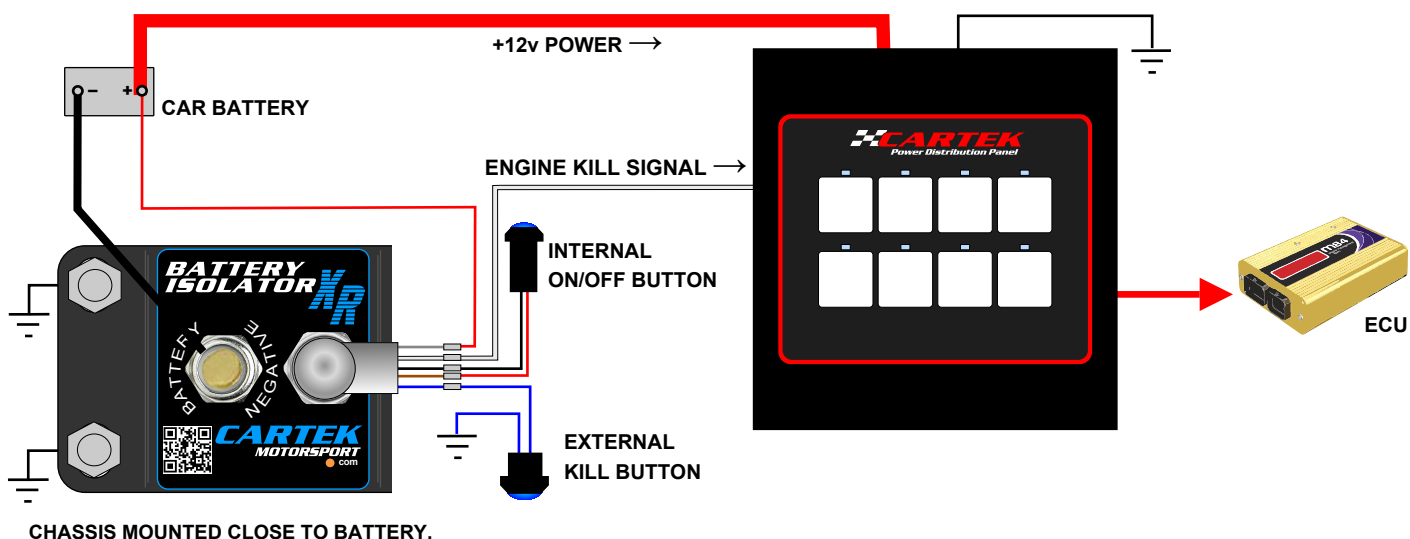 +12v POWER →
− +
CAR BATTERY
CARTEK
Power Distribution Panel
ENGINE KILL SIGNAL →
INTERNAL
ON/OFF BUTTON
BATTERY
ISOLATOR XR
BATTERY NEGATIVE
m84
ECU
CARTEK
MOTORSPORT
com
EXTERNAL
KILL BUTTON
CHASSIS MOUNTED CLOSE TO BATTERY.